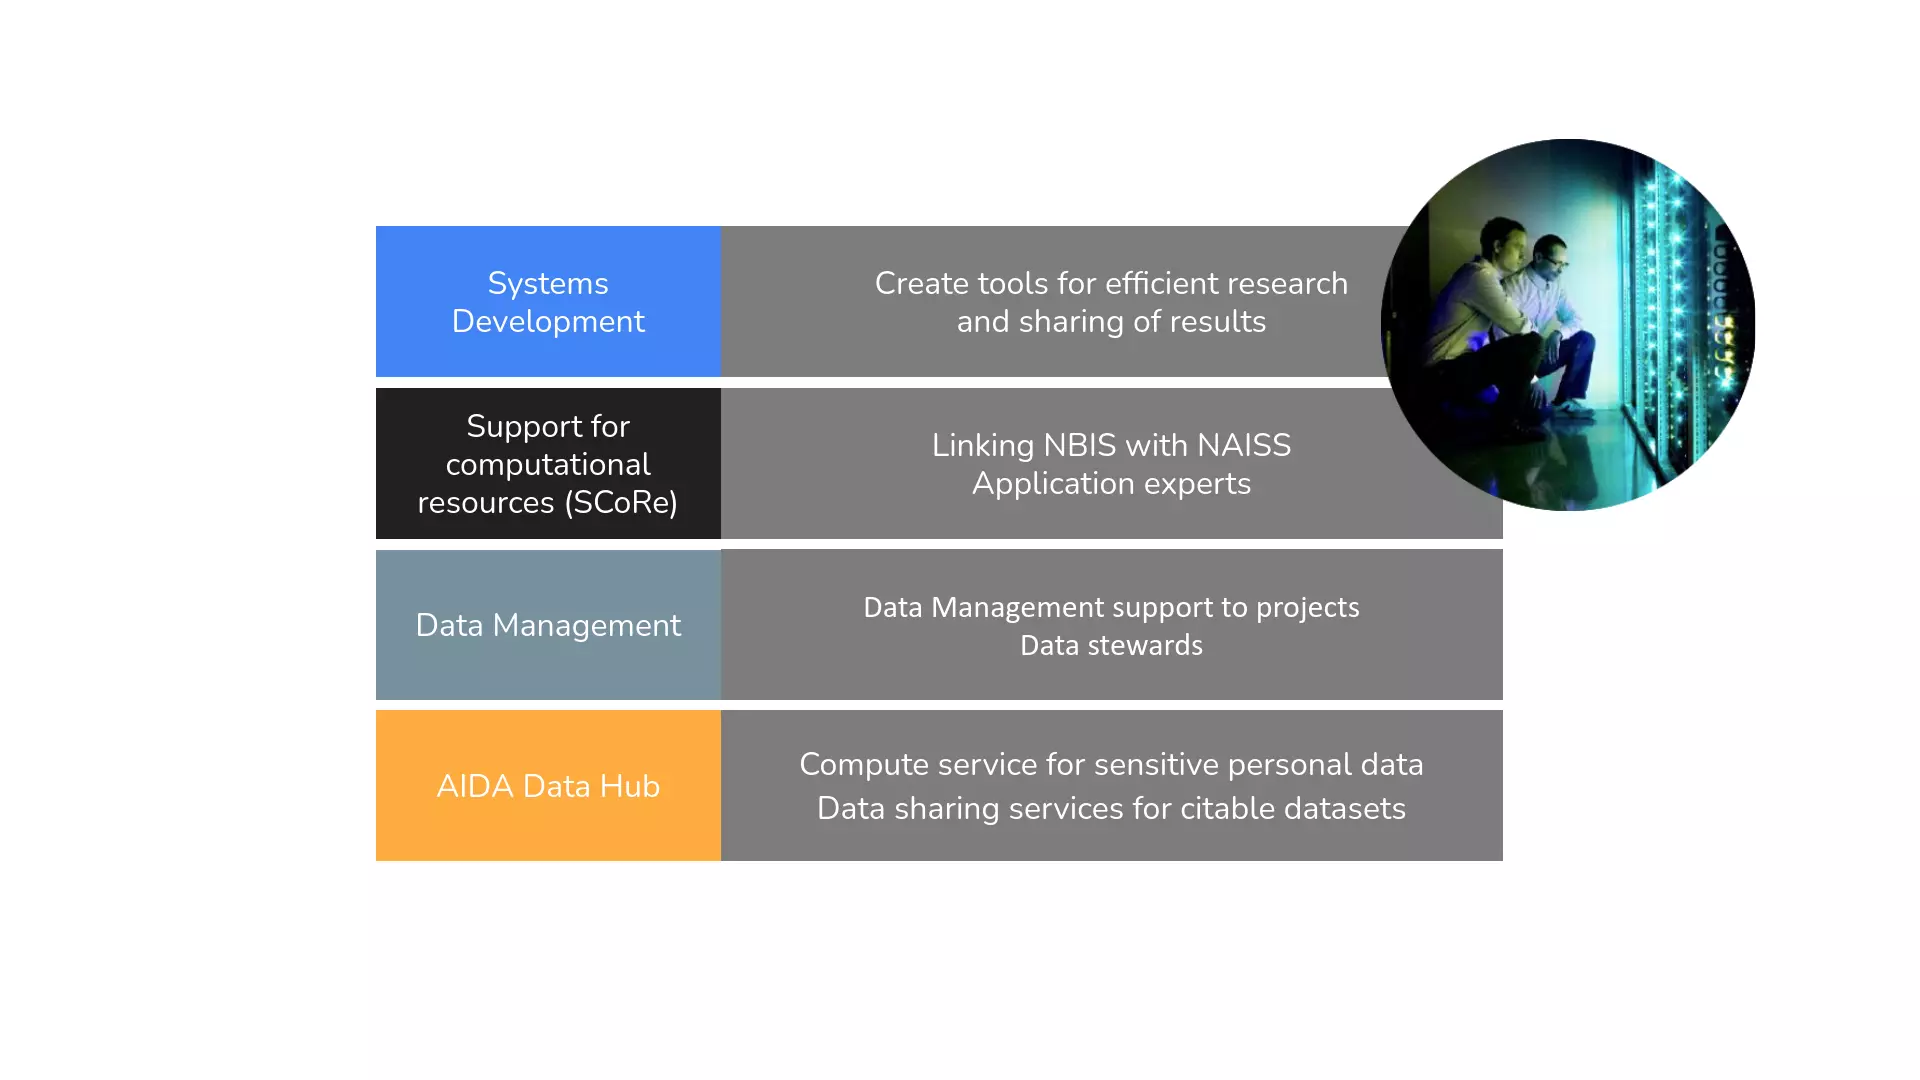 Systems
Development
Create tools for efficient research
and sharing of results
Support for
computational
resources (SCoRe)
Linking NBIS with NAISS
Application experts
Data Management
Data Management support to projects
Data stewards
AIDA Data Hub
Compute service for sensitive personal data
Data sharing services for citable datasets